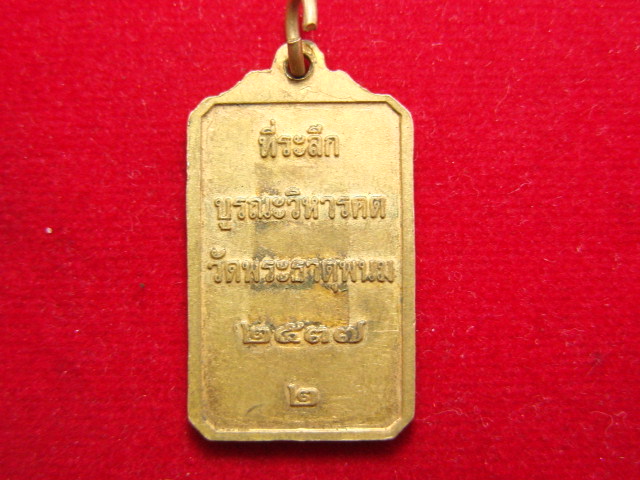 ที่ระลึก
บูรณะวิหารคด
วัดพระธาตุพนม
๒๕๓๗
๒